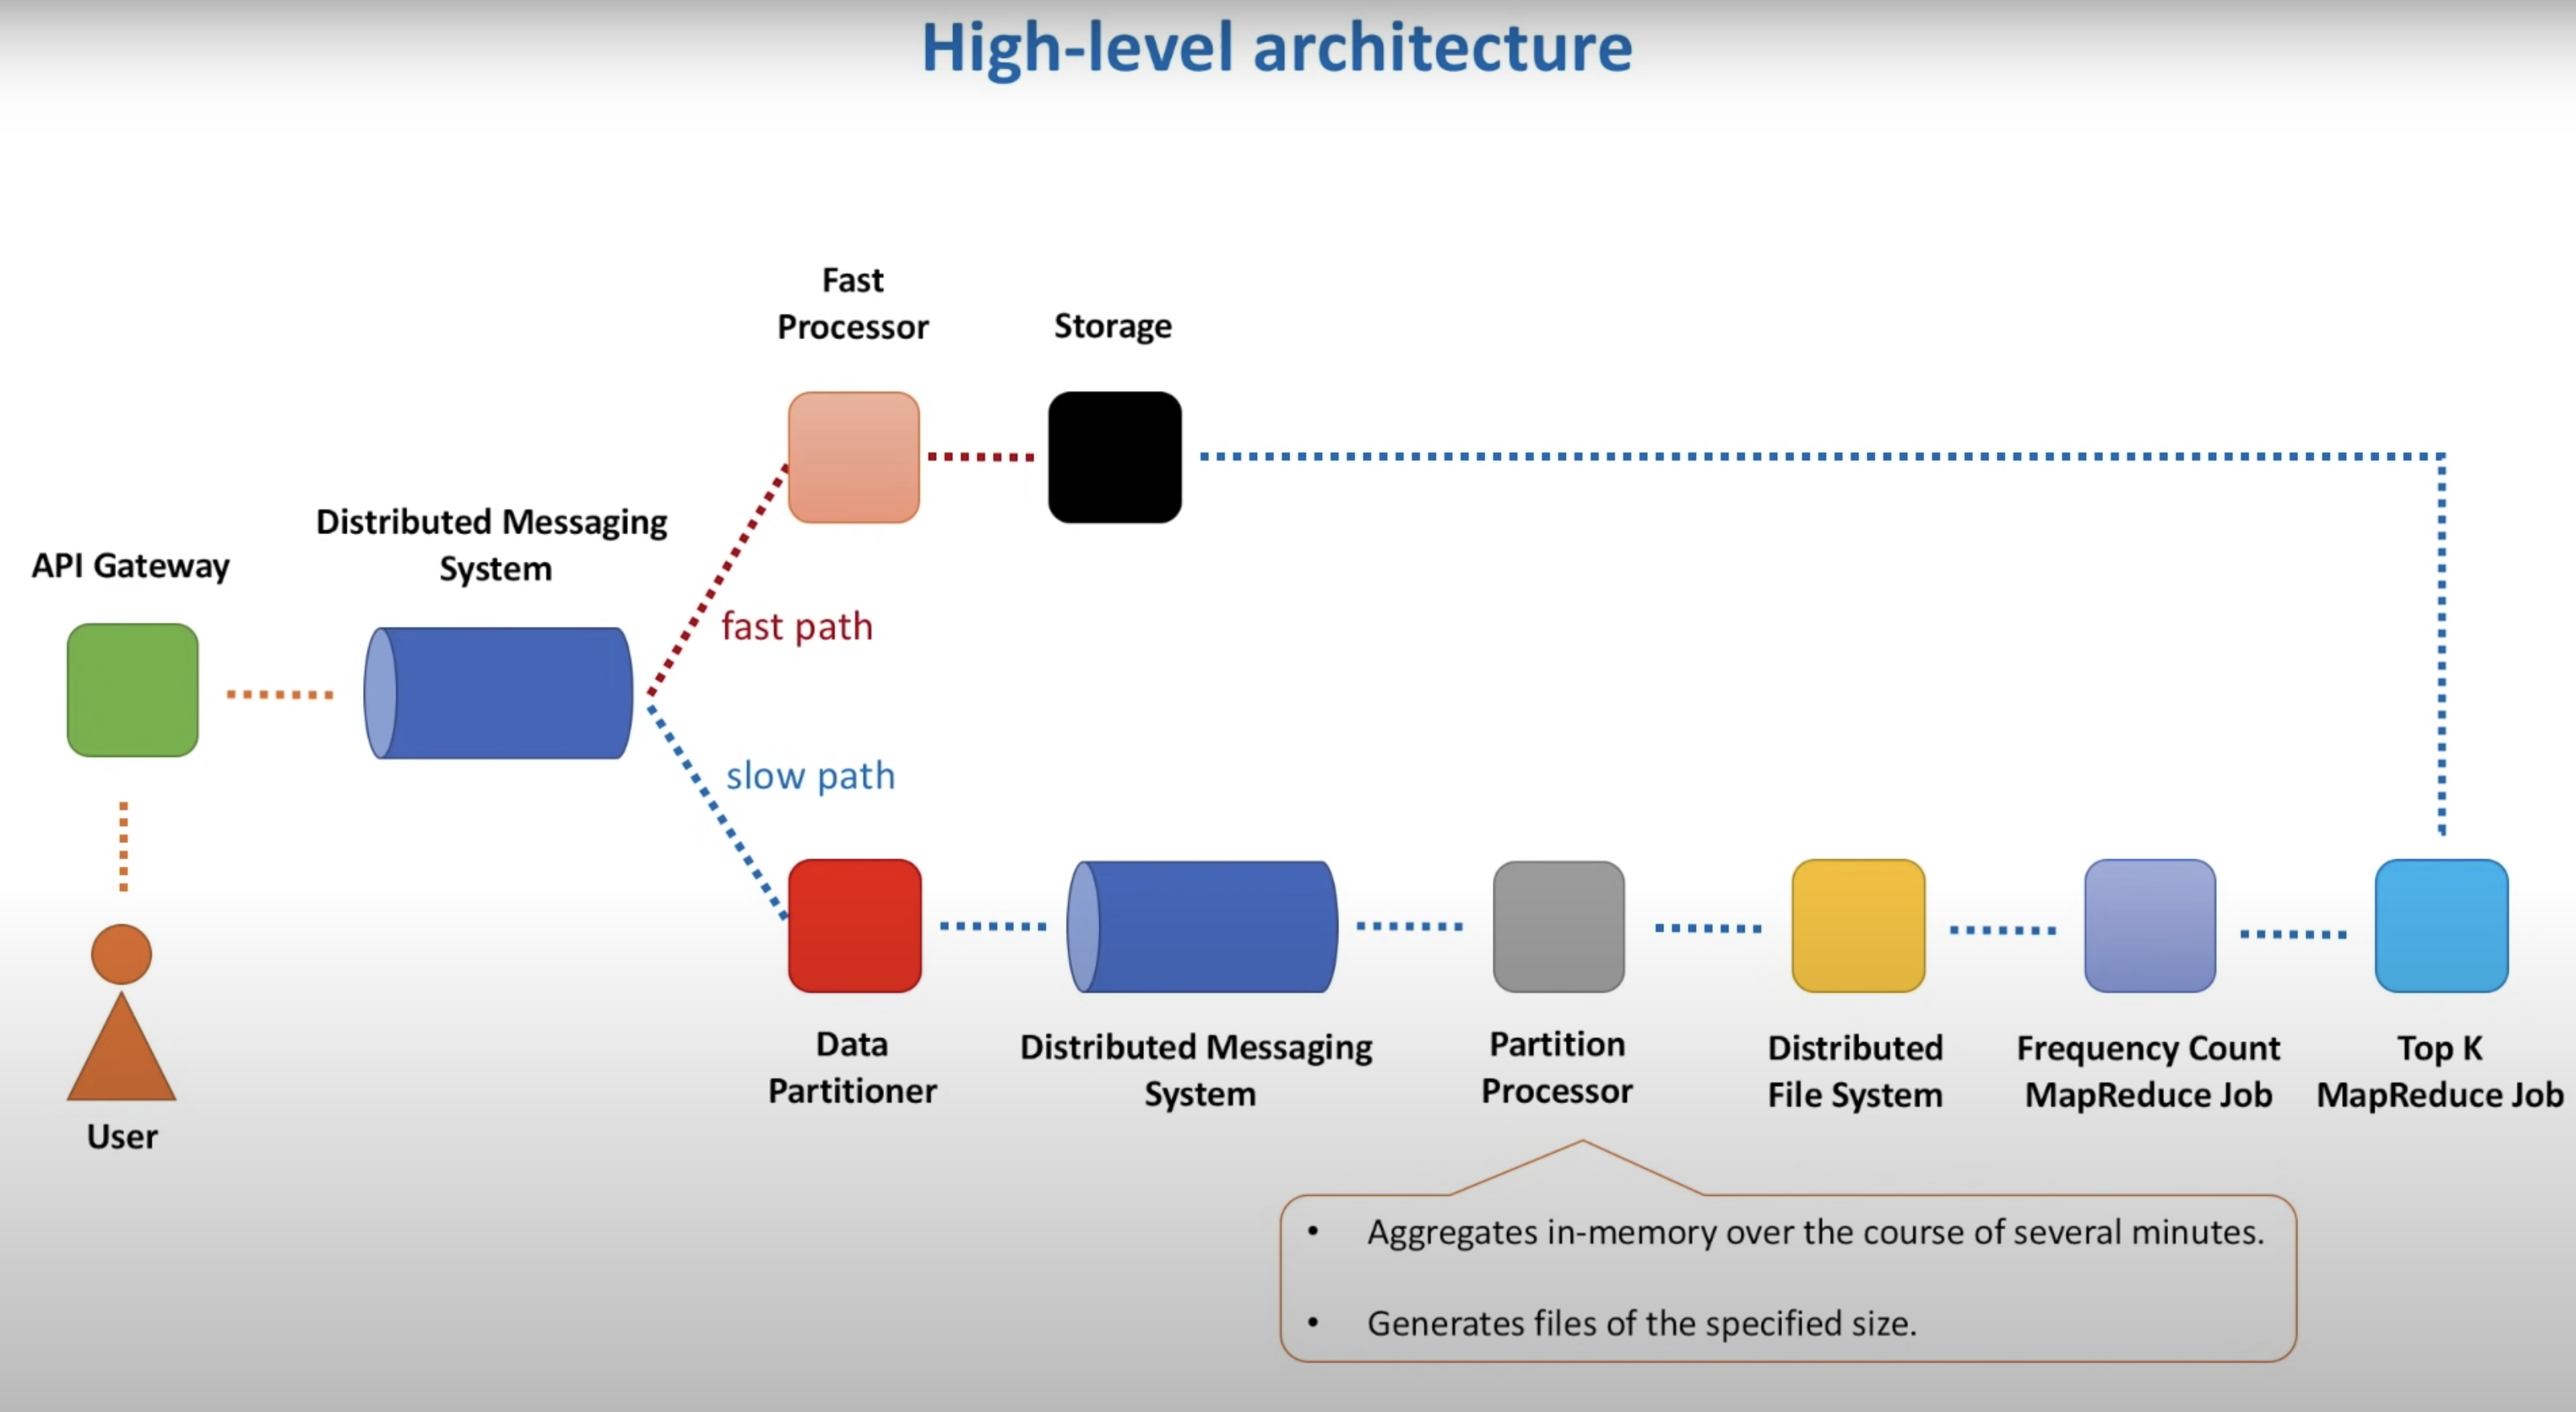 High-level architecture
Fast
Processor
Storage
Distributed Messaging
System
API Gateway
fast path
slow path
User
Data
Partitioner
Distributed Messaging
System
Partition
Processor
Distributed
File System
Frequency Count
MapReduce Job
Top K
MapReduce Job
• Aggregates in-memory over the course of several minutes.
• Generates files of the specified size.